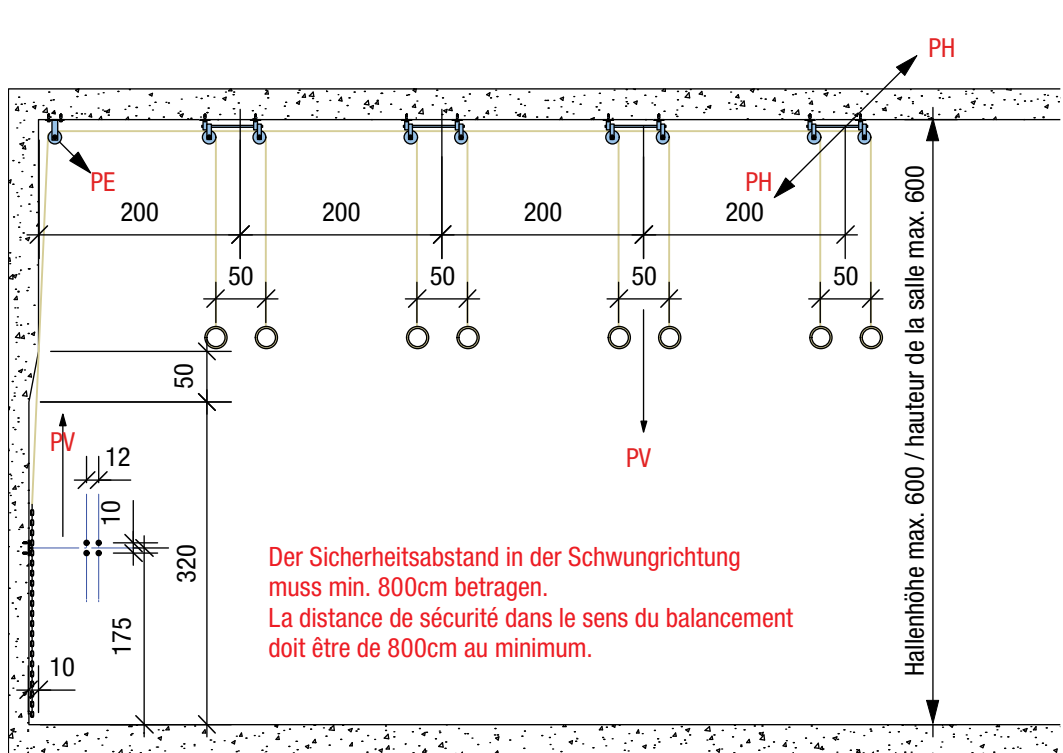 PH
PE
PH
200
200
200
200
50
50
50
50
50
PV
PV
12
10
320
175
10
Hallenhöhe max. 600 / hauteur de la salle max. 600
Der Sicherheitsabstand in der Schwungrichtung
muss min. 800cm betragen.
La distance de sécurité dans le sens du balancement
doit être de 800cm au minimum.